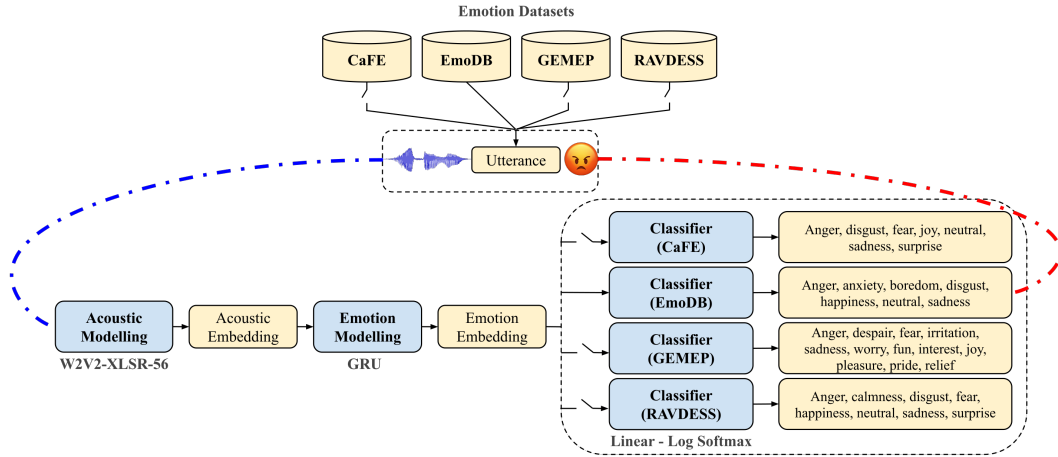 Emotion Datasets
CaFE
EmoDB
GEMEP
RAVDESS
Utterance
Classifier
(CaFE)
Anger, disgust, fear, joy, neutral,
sadness, surprise
Classifier
(EmoDB)
Anger, anxiety, boredom, disgust,
happiness, neutral, sadness
Acoustic
Modelling
W2V2-XLSR-56
Acoustic
Embedding
Emotion
Modelling
GRU
Emotion
Embedding
Classifier
(GEMEP)
Anger, despair, fear, irritation,
sadness, worry, fun, interest, joy,
pleasure, pride, relief
Classifier
(RAVDESS)
Anger, calmness, disgust, fear,
happiness, neutral, sadness, surprise
Linear - Log Softmax